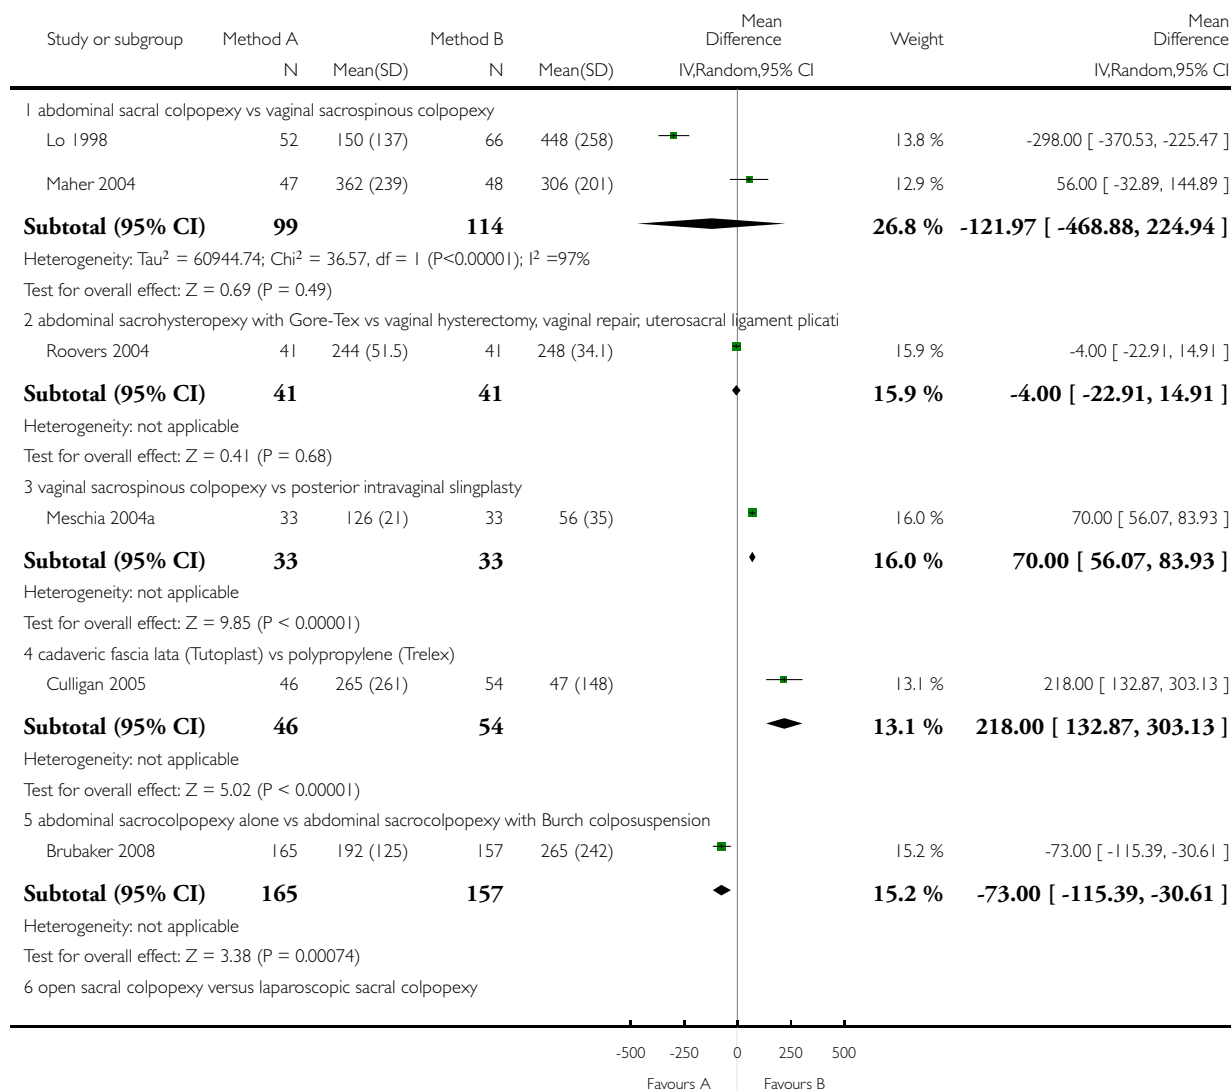 Study or subgroup Method A Method B Mean Difference Weight Mean Difference
N Mean(SD) N Mean(SD) IV,Random,95% CI IV,Random,95% CI
1 abdominal sacral colpopexy vs vaginal sacrospinous colpopexy
Lo 1998 52 150 (137) 66 448 (258) 13.8 % -298.00 [ -370.53, -225.47 ]
Maher 2004 47 362 (239) 48 306 (201) 12.9 % 56.00 [ -32.89, 144.89 ]
Subtotal (95% CI) 99 114 26.8 % -121.97 [ -468.88, 224.94 ]
Heterogeneity: Tau² = 60944.74; Chi² = 36.57, df = 1 (P<0.00001); I² =97%
Test for overall effect: Z = 0.69 (P = 0.49)
2 abdominal sacrohysteropexy with Gore-Tex vs vaginal hysterectomy, vaginal repair, uterosacral ligament plicati
Roovers 2004 41 244 (51.5) 41 248 (34.1) 15.9 % -4.00 [ -22.91, 14.91 ]
Subtotal (95% CI) 41 41 15.9 % -4.00 [ -22.91, 14.91 ]
Heterogeneity: not applicable
Test for overall effect: Z = 0.41 (P = 0.68)
3 vaginal sacrospinous colpopexy vs posterior intravaginal slingplasty
Meschia 2004a 33 126 (21) 33 56 (35) 16.0 % 70.00 [ 56.07, 83.93 ]
Subtotal (95% CI) 33 33 16.0 % 70.00 [ 56.07, 83.93 ]
Heterogeneity: not applicable
Test for overall effect: Z = 9.85 (P < 0.00001)
4 cadaveric fascia lata (Tutoplast) vs polypropylene (Trelex)
Culligan 2005 46 265 (261) 54 47 (148) 13.1 % 218.00 [ 132.87, 303.13 ]
Subtotal (95% CI) 46 54 13.1 % 218.00 [ 132.87, 303.13 ]
Heterogeneity: not applicable
Test for overall effect: Z = 5.02 (P < 0.00001)
5 abdominal sacrocolpopexy alone vs abdominal sacrocolpopexy with Burch colposuspension
Brubaker 2008 165 192 (125) 157 265 (242) 15.2 % -73.00 [ -115.39, -30.61 ]
Subtotal (95% CI) 165 157 15.2 % -73.00 [ -115.39, -30.61 ]
Heterogeneity: not applicable
Test for overall effect: Z = 3.38 (P = 0.00074)
6 open sacral colpopexy versus laparoscopic sacral colpopexy
-500 -250 0 250 500
Favours A Favours B